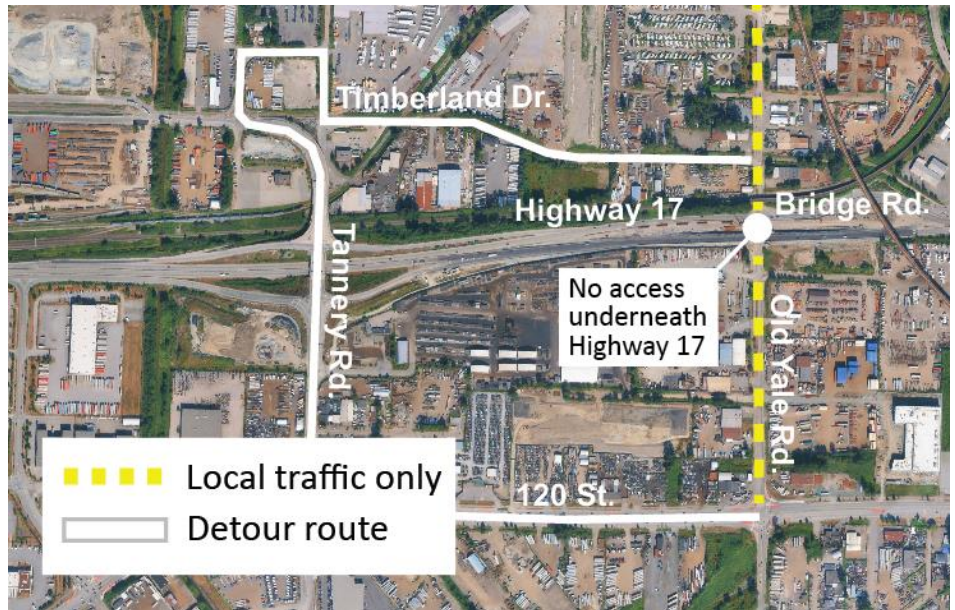 Timberland Dr.
Highway 17
Bridge Rd.
No access
underneath
Highway 17
Tannery Rd.
Old Yale Rd.
120 St.
Local traffic only
Detour route